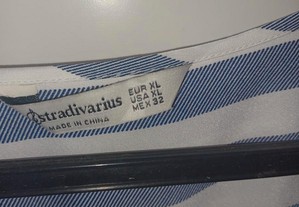 stradivarius
MADE IN CHINA
EUR XL
USA XL
MEX 32